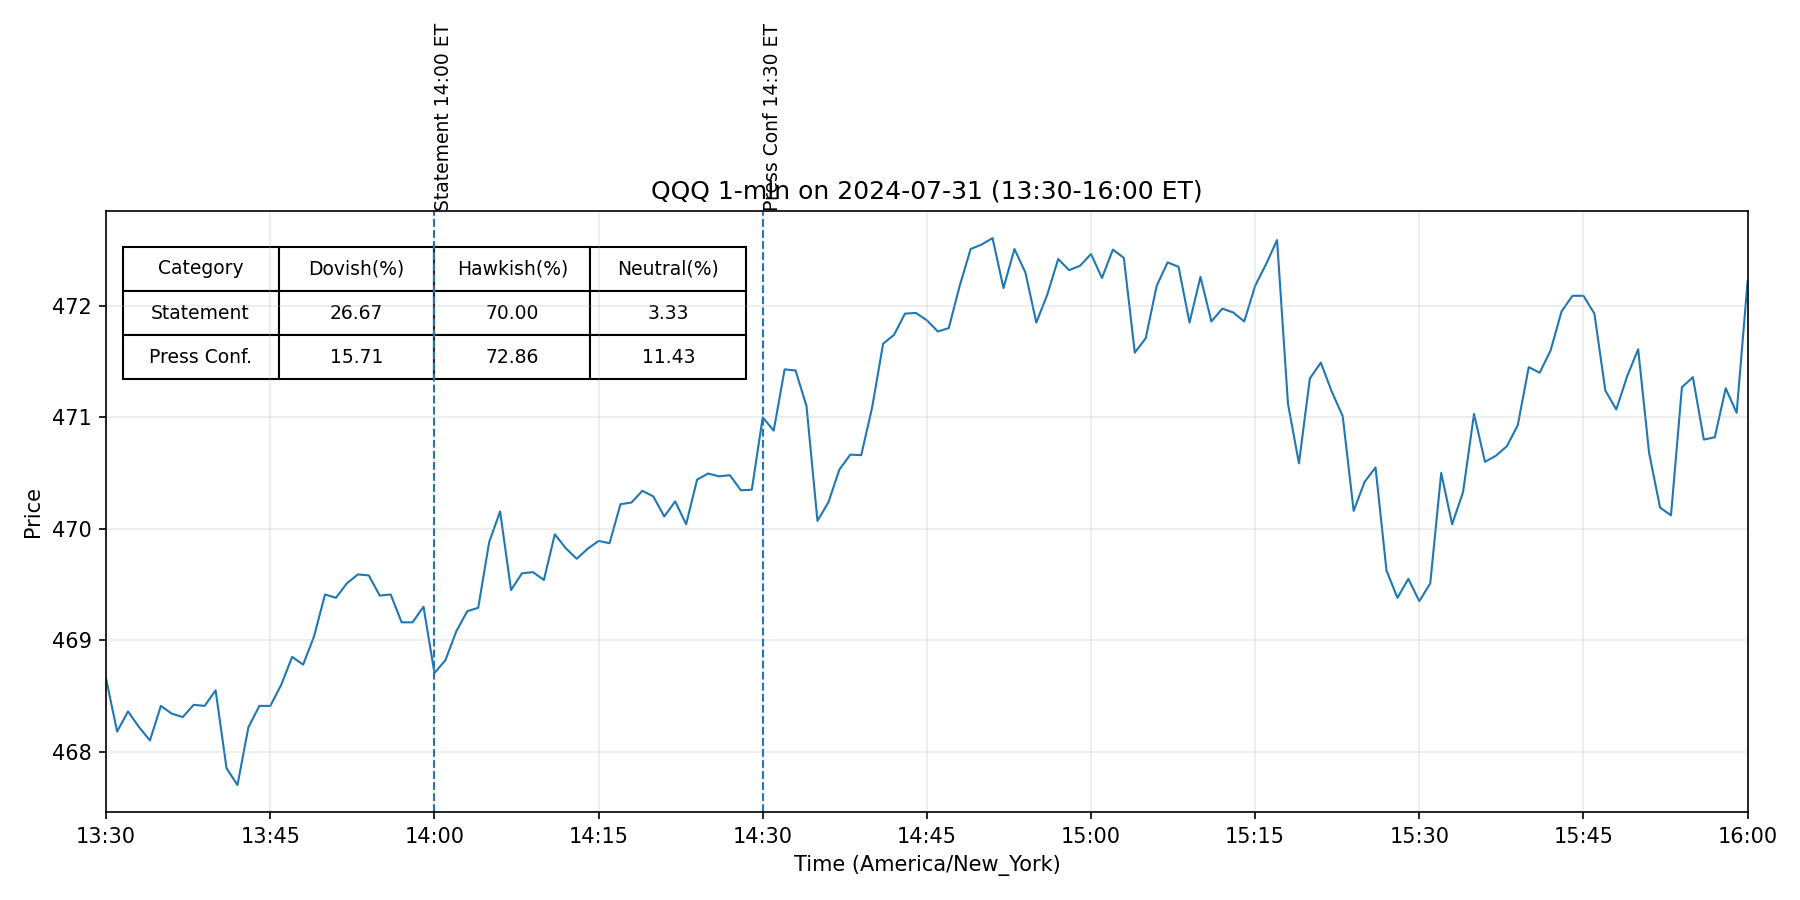 Statement 14:00 ET
Press Conf 14:30 ET
QQQ 1-min on 2024-07-31 (13:30-16:00 ET)
Category Dovish(%) Hawkish(%) Neutral(%)
Statement 26.67 70.00 3.33
Press Conf. 15.71 72.86 11.43
472
471
470
469
468
Price
13:30 13:45 14:00 14:15 14:30 14:45 15:00 15:15 15:30 15:45 16:00
Time (America/New_York)